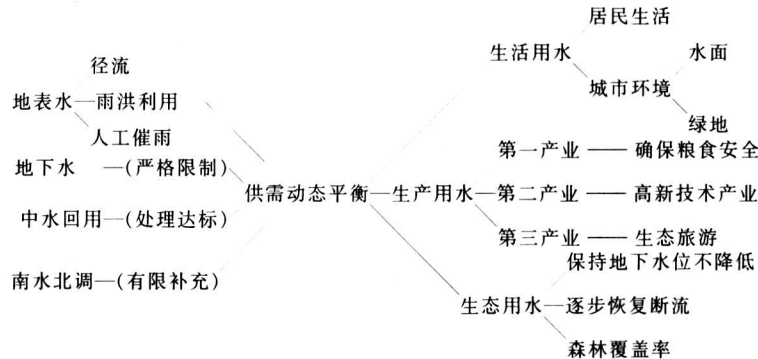 居民生活
生活用水
水面
城市环境
绿地
径流
地表水—雨洪利用
人工催雨
地下水 —(严格限制)
中水回用—(处理达标)
南水北调—(有限补充)
供需动态平衡—生产用水
第一产业 —— 确保粮食安全
第二产业 —— 高新技术产业
第三产业 —— 生态旅游
保持地下水位不降低
生态用水—逐步恢复断流
森林覆盖率